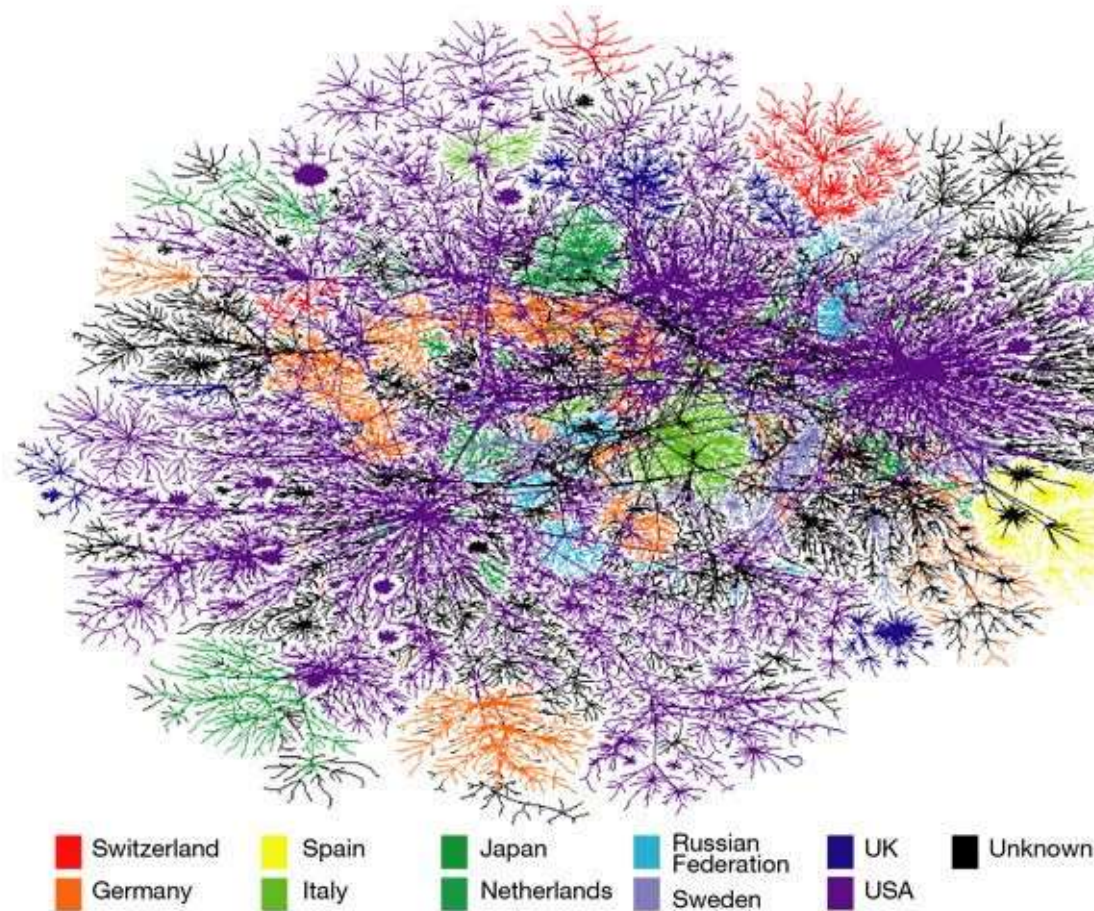 Switzerland
Spain
Japan
Russian
Federation
UK
Unknown
Germany
Italy
Netherlands
Sweden
USA